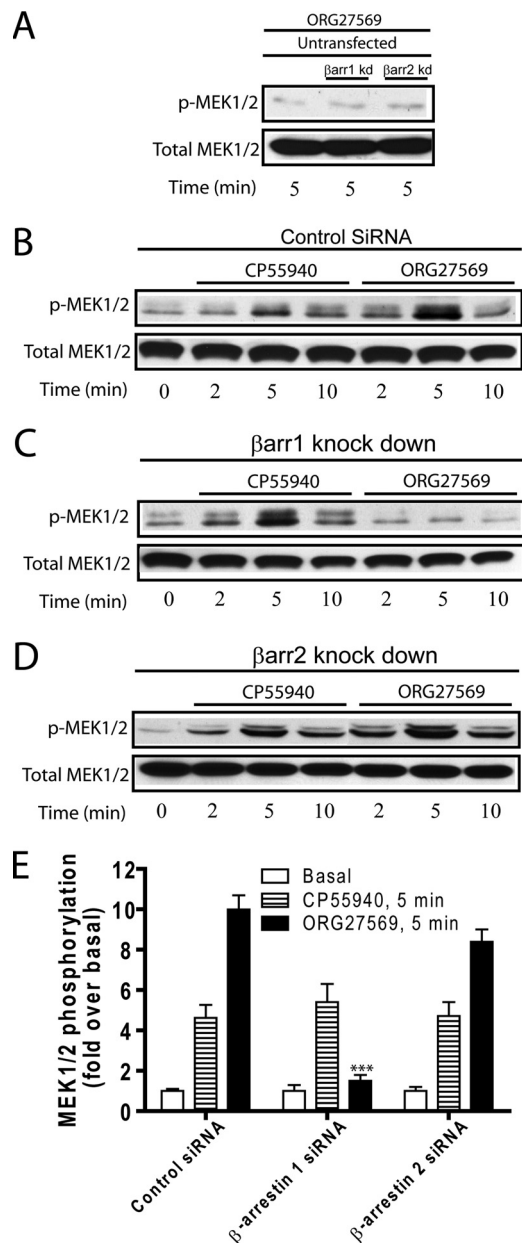 A
ORG27569
Untransfected
βarr1 kd βarr2 kd
p-MEK1/2
Total MEK1/2
Time (min) 5 5 5
B
Control SiRNA
CP55940 ORG27569
p-MEK1/2
Total MEK1/2
Time (min) 0 2 5 10 2 5 10
C
βarr1 knock down
CP55940 ORG27569
p-MEK1/2
Total MEK1/2
Time (min) 0 2 5 10 2 5 10
D
βarr2 knock down
CP55940 ORG27569
p-MEK1/2
Total MEK1/2
Time (min) 0 2 5 10 2 5 10
E
MEK1/2 phosphorylation
(fold over basal)
12
10
8
6
4
2
0
Basal
CP55940, 5 min
ORG27569, 5 min
***
Control siRNA
β-arrestin 1 siRNA
β-arrestin 2 siRNA